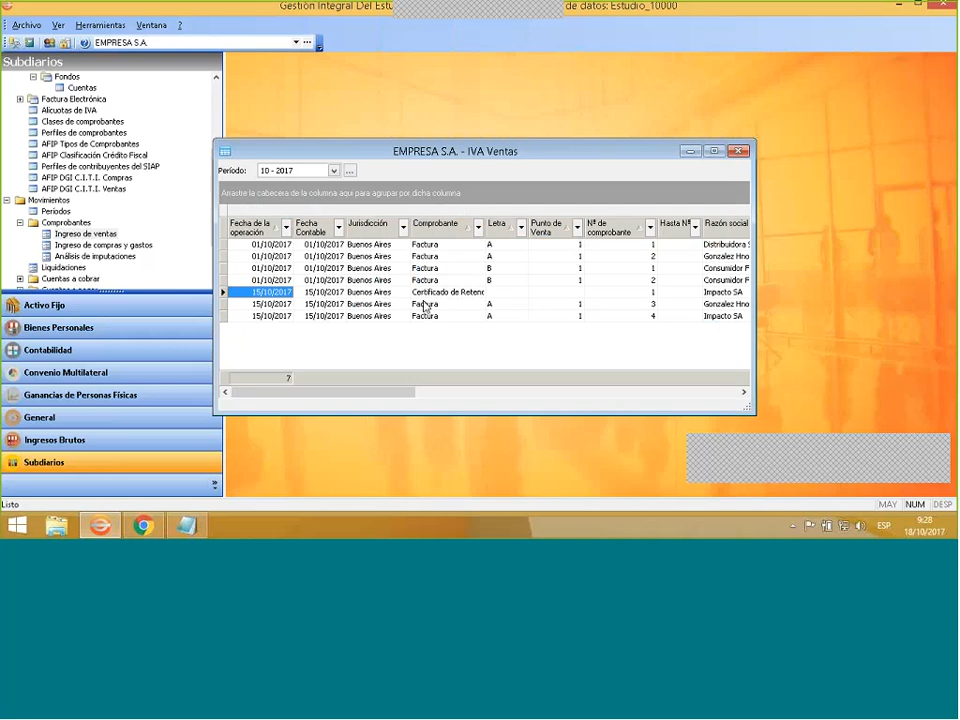 Gestión Integral Del Estu de datos: Estudio_10000
Archivo Ver Herramientas Ventana ?
EMPRESA S.A.
Subdiarios
Fondos
Cuentas
Factura Electrónica
Alícuotas de IVA
Clases de comprobantes
Perfiles de comprobantes
AFIP Tipos de Comprobantes
AFIP Clasificación Crédito Fiscal
Perfiles de contribuyentes del SIAP
AFIP DGI C.I.T.I. Compras
AFIP DGI C.I.T.I. Ventas
Movimientos
Períodos
Comprobantes
Ingreso de ventas
Ingreso de compras y gastos
Análisis de imputaciones
Liquidaciones
Cuentas a cobrar
Activo Fijo
Bienes Personales
Contabilidad
Convenio Multilateral
Ganancias de Personas Físicas
General
Ingresos Brutos
Subdiarios
EMPRESA S.A. - IVA Ventas
Período: 10 - 2017
Arrastre la cabecera de la columna aquí para agrupar por dicha columna
Fecha de la operación Fecha Contable Jurisdicción Comprobante Letra Punto de Venta Nº de comprobante Hasta Nº Razón social
01/10/2017 01/10/2017 Buenos Aires Factura A 1 1 Distribuidora S
01/10/2017 01/10/2017 Buenos Aires Factura A 1 2 Gonzalez Hno
01/10/2017 01/10/2017 Buenos Aires Factura B 1 1 Consumidor F
01/10/2017 01/10/2017 Buenos Aires Factura B 1 2 Consumidor F
15/10/2017 15/10/2017 Buenos Aires Certificado de Retenc 1 Impacto SA
15/10/2017 15/10/2017 Buenos Aires Factura A 1 3 Gonzalez Hno
15/10/2017 15/10/2017 Buenos Aires Factura A 1 4 Impacto SA
7
Listo
MAY NUM DESP
ESP
9:28
18/10/2017